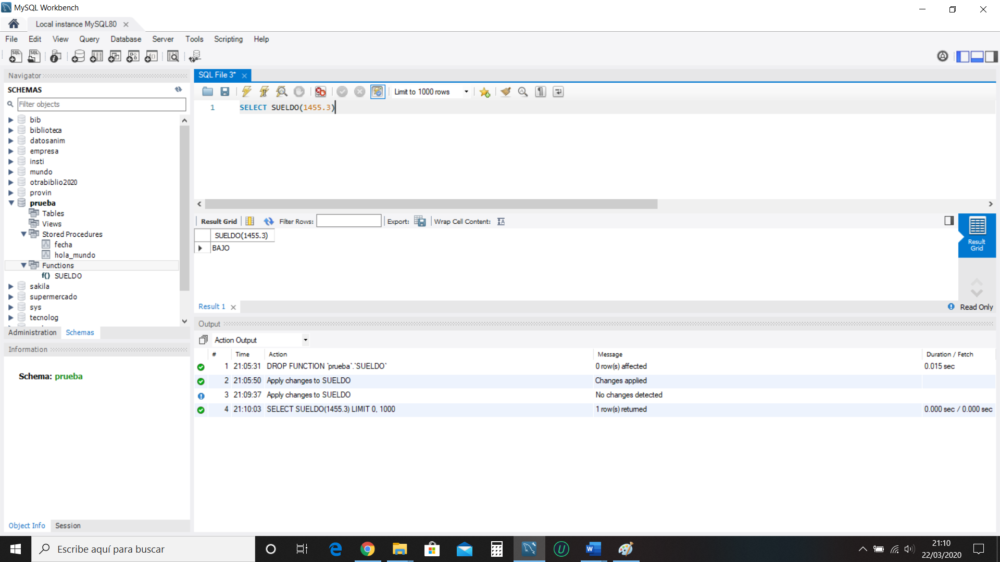 MySQL Workbench
Local instance MySQL80
File Edit View Query Database Server Tools Scripting Help
Navigator
SCHEMAS
Filter objects
bib
biblioteca
datosanim
empresa
insti
mundo
otrabiblio2020
provin
prueba
Tables
Views
Stored Procedures
fecha
hola_mundo
Functions
f() SUELDO
sakila
supermercado
sys
tecnolog
Administration Schemas
Information
Schema: prueba
Object Info Session
SQL File 3*
Limit to 1000 rows
1 SELECT SUELDO(1455.3)
Result Grid Filter Rows: Export: Wrap Cell Content:
SUELDO(1455.3)
BAJO
Result Grid
Result 1
Read Only
Output
Action Output
# Time Action Message Duration / Fetch
1 21:05:31 DROP FUNCTION `prueba`.`SUELDO` 0 row(s) affected 0.015 sec
2 21:05:50 Apply changes to SUELDO Changes applied
3 21:09:37 Apply changes to SUELDO No changes detected
4 21:10:03 SELECT SUELDO(1455.3) LIMIT 0, 1000 1 row(s) returned 0.000 sec / 0.000 sec
Escribe aquí para buscar
21:10
22/03/2020